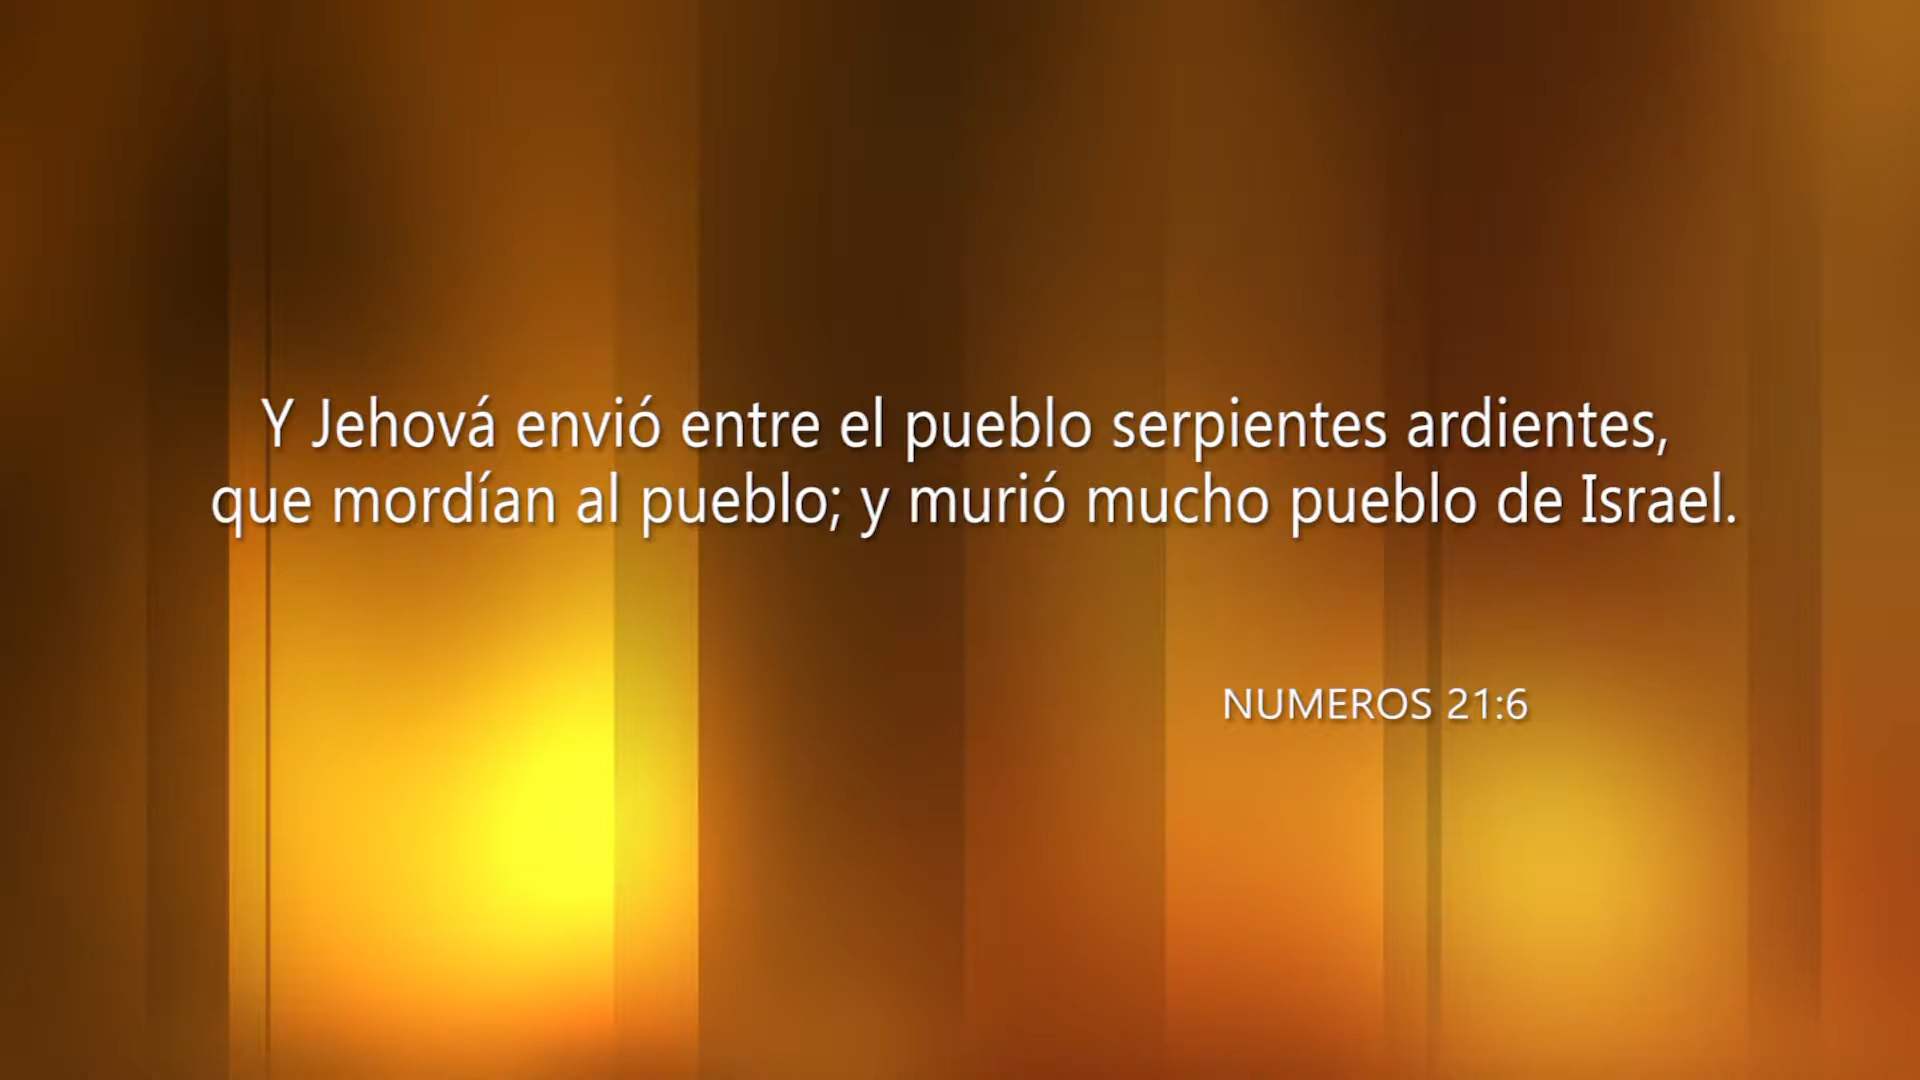 Y Jehová envió entre el pueblo serpientes ardientes,
que mordían al pueblo; y murió mucho pueblo de Israel.
NUMEROS 21:6